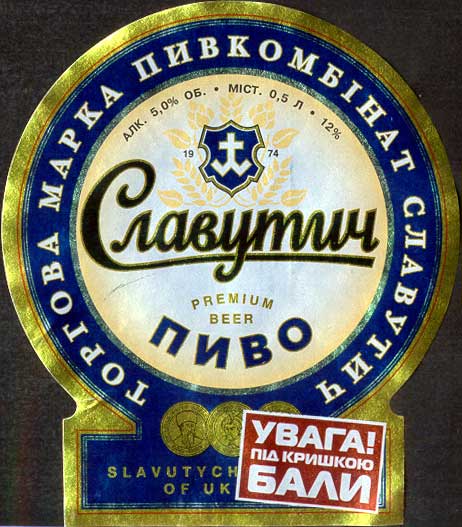 ТОРГОВА МАРКА ПИВКОМБІНАТ СЛАВУТИЧ
АЛК. 5,0% ОБ. • МІСТ. 0,5 Л • 12%
19 74
Славутич
PREMIUM
BEER
ПИВО
SLAVUTYCH
OF UK
УВАГА!
ПІД КРИШКОЮ
БАЛИ